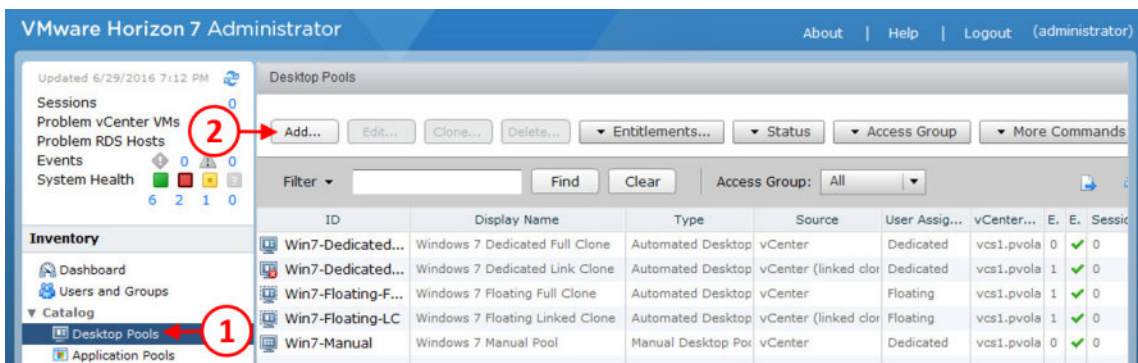 VMware Horizon 7 Administrator
About | Help | Logout (administrator)
Updated 6/29/2016 7:12 PM
Sessions 0
Problem vCenter VMs
Problem RDS Hosts
Events 0 0
System Health
6 2 1 0
Inventory
Dashboard
Users and Groups
Catalog
Desktop Pools
Application Pools
1
2
Desktop Pools
Add... Edit... Clone... Delete... Entitlements... Status Access Group More Commands
Filter Find Clear Access Group: All
ID Display Name Type Source User Assig... vCenter... E. E. Sessic
Win7-Dedicated... Windows 7 Dedicated Full Clone Automated Desktop vCenter Dedicated vcs1.pvola 0 0
Win7-Dedicated... Windows 7 Dedicated Link Clone Automated Desktop vCenter (linked clor Dedicated vcs1.pvola 1 0
Win7-Floating-F... Windows 7 Floating Full Clone Automated Desktop vCenter Floating vcs1.pvola 1 0
Win7-Floating-LC Windows 7 Floating Linked Clone Automated Desktop vCenter (linked clor Floating vcs1.pvola 1 0
Win7-Manual Windows 7 Manual Pool Manual Desktop Poo vCenter Dedicated vcs1.pvola 0 0